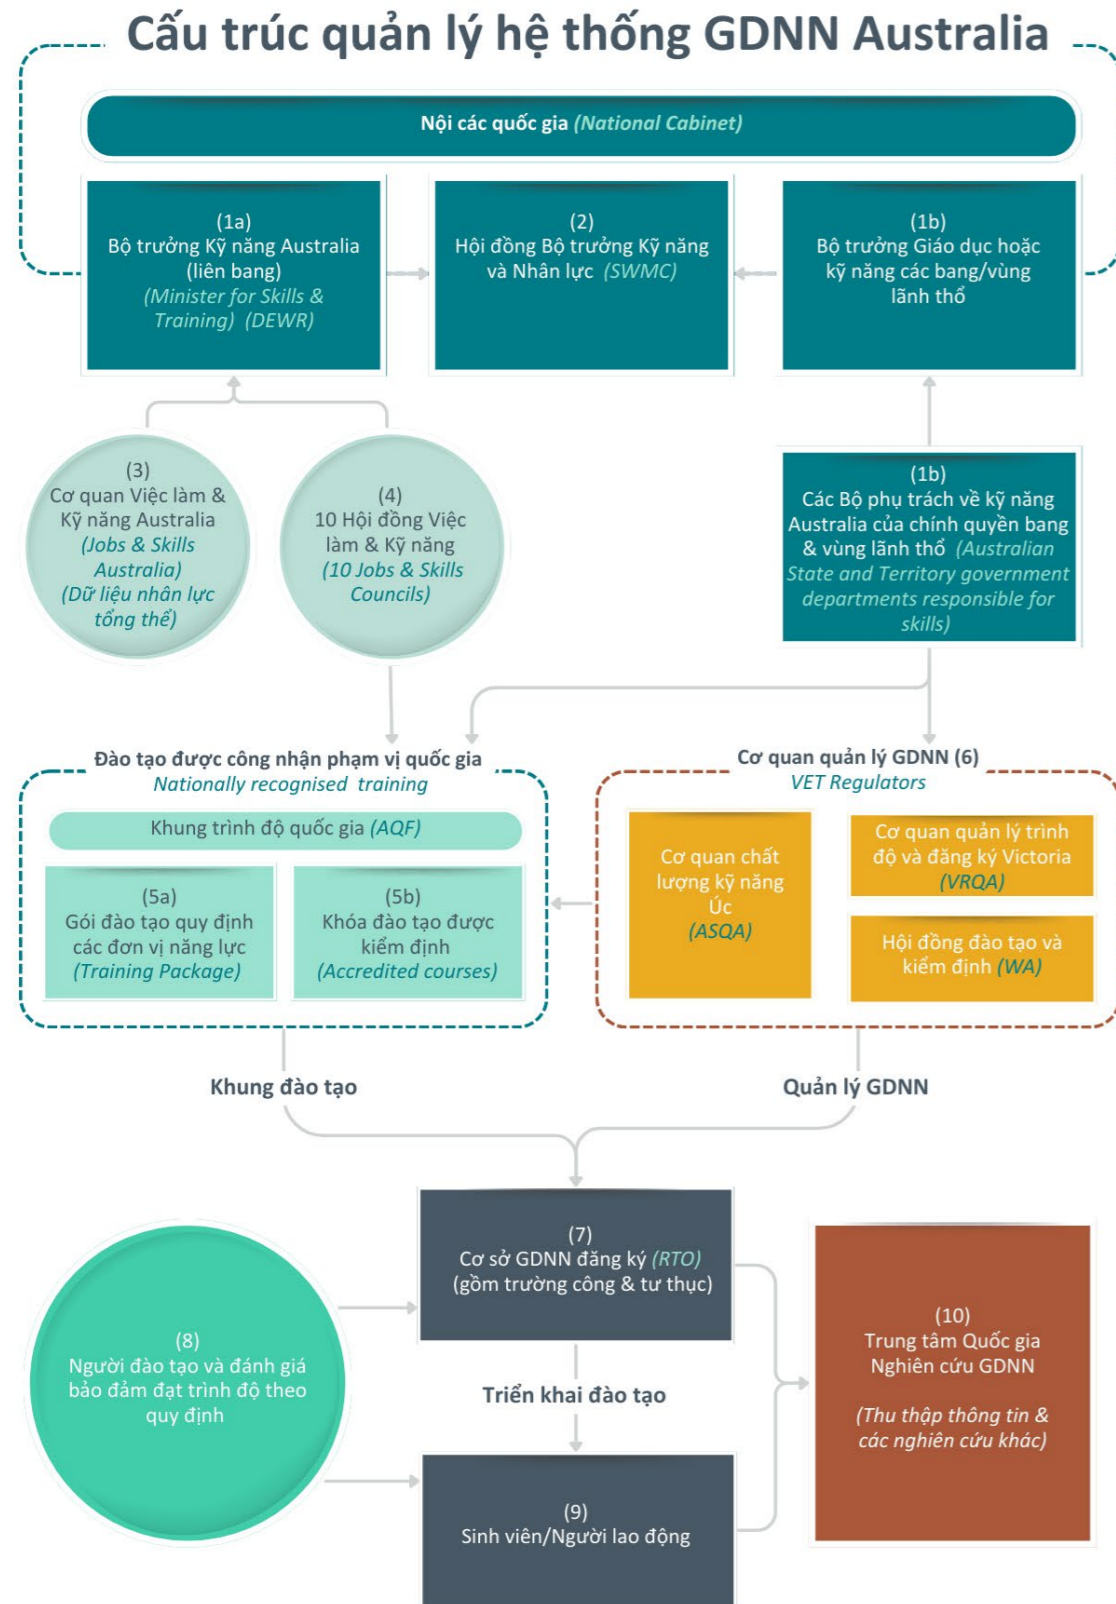 Cấu trúc quản lý hệ thống GDNN Australia
Nội các quốc gia (National Cabinet)
(1a)
Bộ trưởng Kỹ năng Australia
(liên bang)
(Minister for Skills &
Training) (DEWR)
(2)
Hội đồng Bộ trưởng Kỹ năng
và Nhân lực (SWMC)
(1b)
Bộ trưởng Giáo dục hoặc
kỹ năng các bang/vùng
lãnh thổ
(3)
Cơ quan Việc làm &
Kỹ năng Australia
(Jobs & Skills
Australia)
(Dữ liệu nhân lực
tổng thể)
(4)
10 Hội đồng Việc
làm & Kỹ năng
(10 Jobs & Skills
Councils)
(1b)
Các Bộ phụ trách về kỹ năng
Australia của chính quyền bang
& vùng lãnh thổ (Australian
State and Territory government
departments responsible for
skills)
Đào tạo được công nhận phạm vị quốc gia
Nationally recognised training
Khung trình độ quốc gia (AQF)
(5a)
Gói đào tạo quy định
các đơn vị năng lực
(Training Package)
(5b)
Khóa đào tạo được
kiểm định
(Accredited courses)
Cơ quan quản lý GDNN (6)
VET Regulators
Cơ quan chất
lượng kỹ năng
Úc
(ASQA)
Cơ quan quản lý trình
độ và đăng ký Victoria
(VRQA)
Hội đồng đào tạo và
kiểm định (WA)
Khung đào tạo
Quản lý GDNN
(7)
Cơ sở GDNN đăng ký (RTO)
(gồm trường công & tư thục)
(8)
Người đào tạo và đánh giá
bảo đảm đạt trình độ theo
quy định
Triển khai đào tạo
(9)
Sinh viên/Người lao động
(10)
Trung tâm Quốc gia
Nghiên cứu GDNN
(Thu thập thông tin &
các nghiên cứu khác)